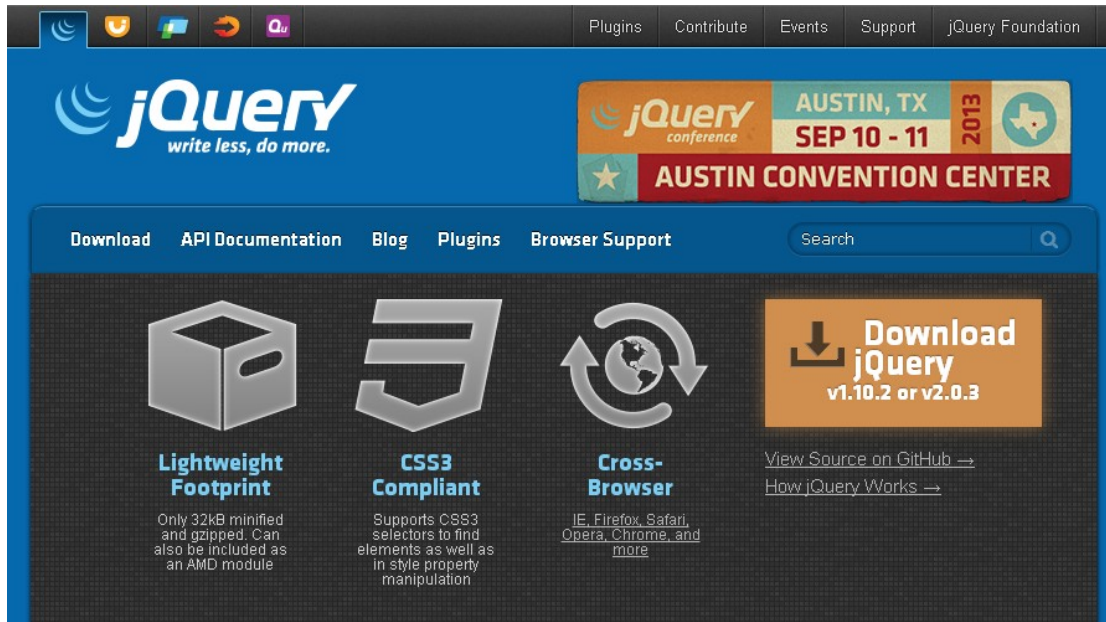 Qu
Plugins Contribute Events Support jQuery Foundation
jQuery
write less, do more.
jQuery
conference
AUSTIN, TX
SEP 10 - 11
2013
AUSTIN CONVENTION CENTER
Download API Documentation Blog Plugins Browser Support Search
Lightweight
Footprint
Only 32kB minified
and gzipped. Can
also be included as
an AMD module
CSS3
Compliant
Supports CSS3
selectors to find
elements as well as
in style property
manipulation
Cross-
Browser
IE, Firefox, Safari,
Opera, Chrome, and
more
Download
jQuery
v1.10.2 or v2.0.3
View Source on GitHub →
How jQuery Works →